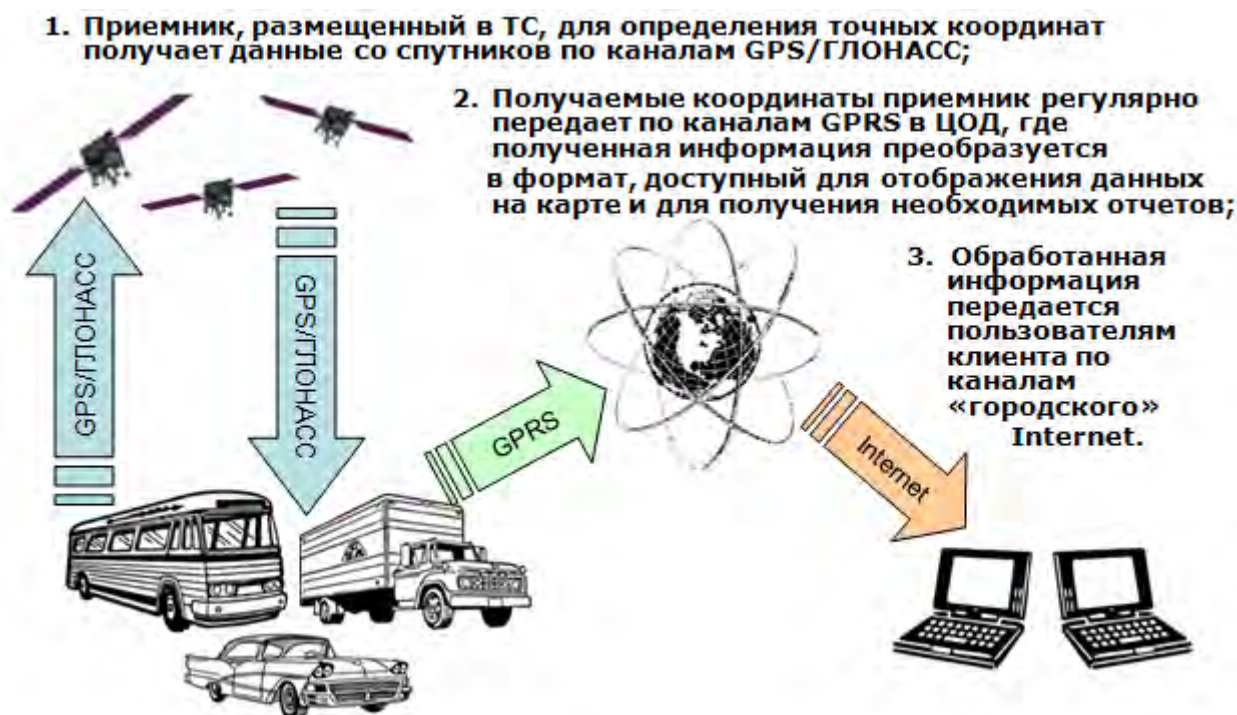 1. Приемник, размещенный в ТС, для определения точных координат
получает данные со спутников по каналам GPS/ГЛОНАСС;
2. Получаемые координаты приемник регулярно
передает по каналам GPRS в ЦОД, где
полученная информация преобразуется
в формат, доступный для отображения данных
на карте и для получения необходимых отчетов;
3. Обработанная
информация
передается
пользователям
клиента по
каналам
«городского»
Internet.
GPS/ГЛОНАСС
GPS/ГЛОНАСС
GPRS
Internet